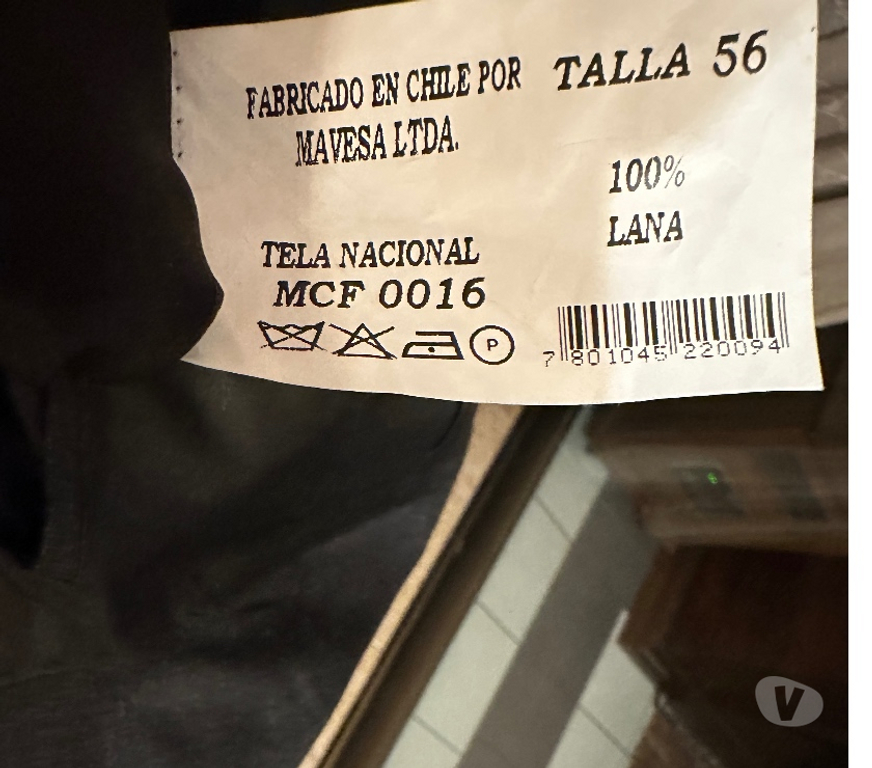 FABRICADO EN CHILE POR
MAVESA LTDA.
TALLA 56
100%
LANA
TELA NACIONAL
MCF 0016
P
7 801045 220094
V